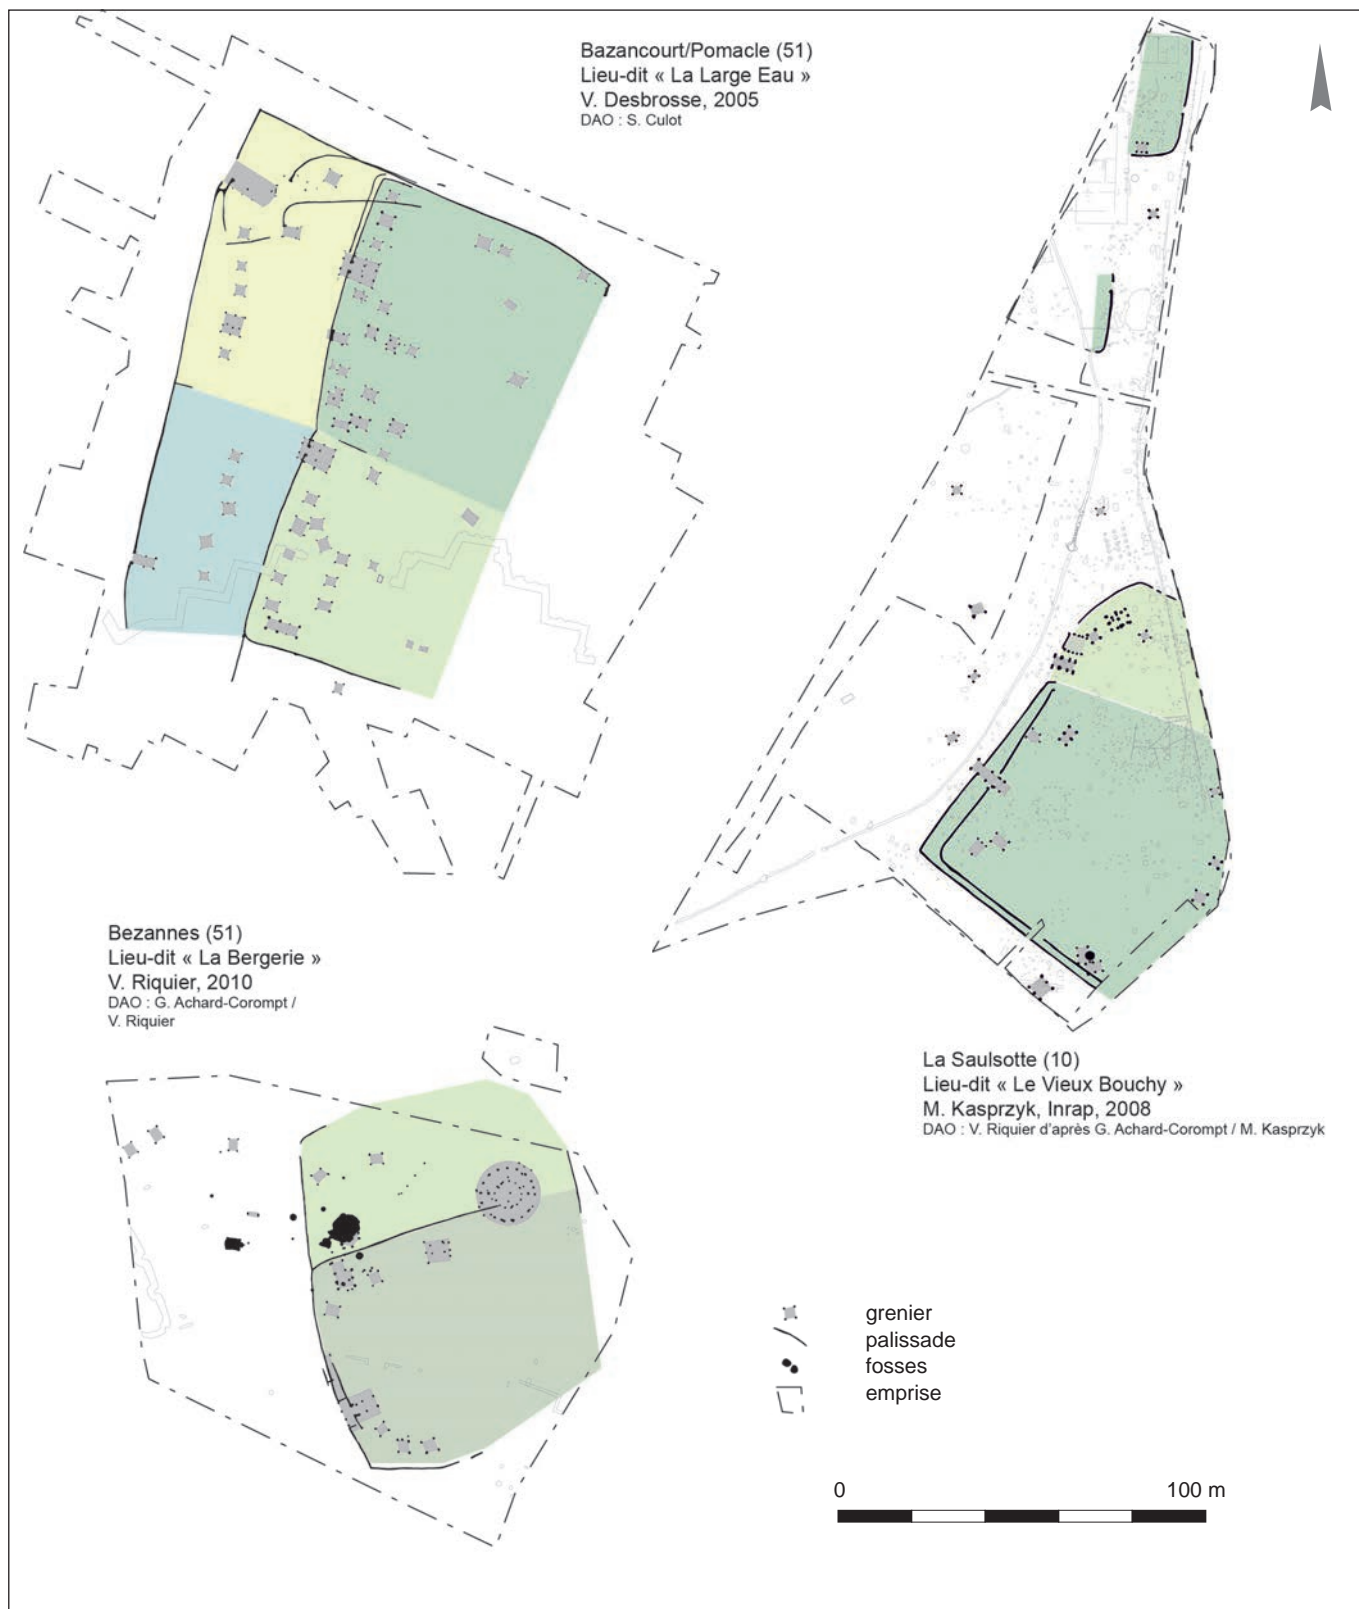 Bazancourt/Pomacle (51)
Lieu-dit « La Large Eau »
V. Desbrosse, 2005
DAO : S. Culot
Bezannes (51)
Lieu-dit « La Bergerie »
V. Riquier, 2010
DAO : G. Achard-Corompt /
V. Riquier
La Saulsotte (10)
Lieu-dit « Le Vieux Bouchy »
M. Kasprzyk, Inrap, 2008
DAO : V. Riquier d'après G. Achard-Corompt / M. Kasprzyk
grenier
palissade
fosses
emprise
0 100 m